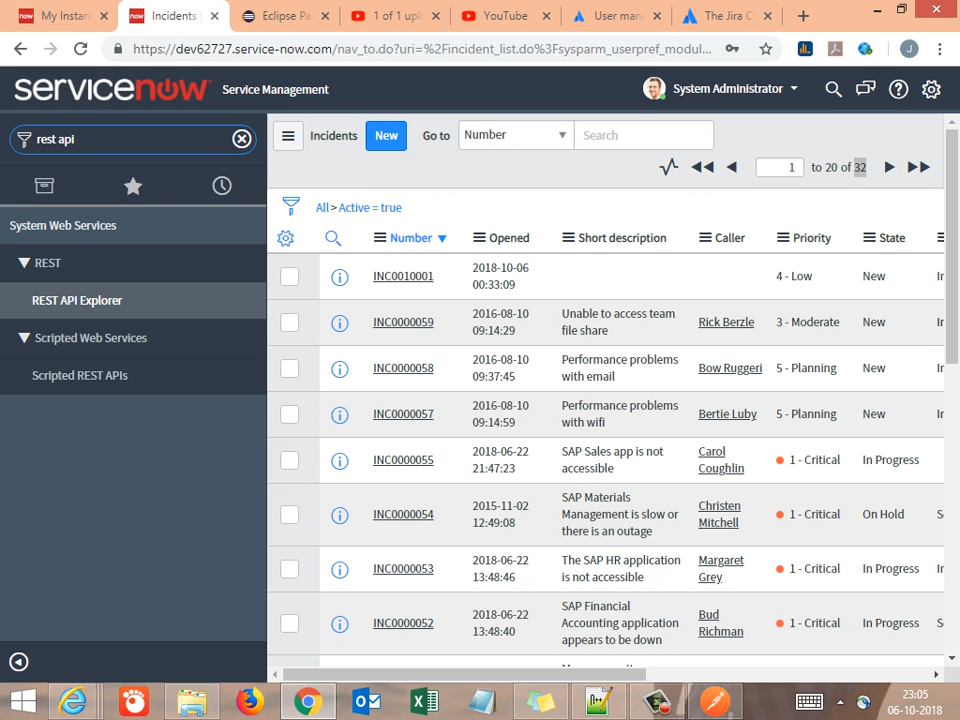 My Instan
Incidents
Eclipse Pa
1 of 1 upl
YouTube
User man
The Jira C
https://dev62727.service-now.com/nav_to.do?uri=%2Fincident_list.do%3Fsysparm_userpref_modul...
J
servicenow Service Management
System Administrator
rest api
Incidents New Go to Number Search
1 to 20 of 32
All > Active = true
System Web Services
REST
REST API Explorer
Scripted Web Services
Scripted REST APIs
Number Opened Short description Caller Priority State
INC0010001 2018-10-06 00:33:09 4 - Low New In
INC0000059 2016-08-10 09:14:29 Unable to access team file share Rick Berzle 3 - Moderate New In
INC0000058 2016-08-10 09:37:45 Performance problems with email Bow Ruggeri 5 - Planning New In
INC0000057 2016-08-10 09:14:59 Performance problems with wifi Bertie Luby 5 - Planning New In
INC0000055 2018-06-22 21:47:23 SAP Sales app is not accessible Carol Coughlin 1 - Critical In Progress
INC0000054 2015-11-02 12:49:08 SAP Materials Management is slow or there is an outage Christen Mitchell 1 - Critical On Hold S
INC0000053 2018-06-22 13:48:46 The SAP HR application is not accessible Margaret Grey 1 - Critical In Progress In
INC0000052 2018-06-22 13:48:40 SAP Financial Accounting application appears to be down Bud Richman 1 - Critical In Progress S
23:05
06-10-2018